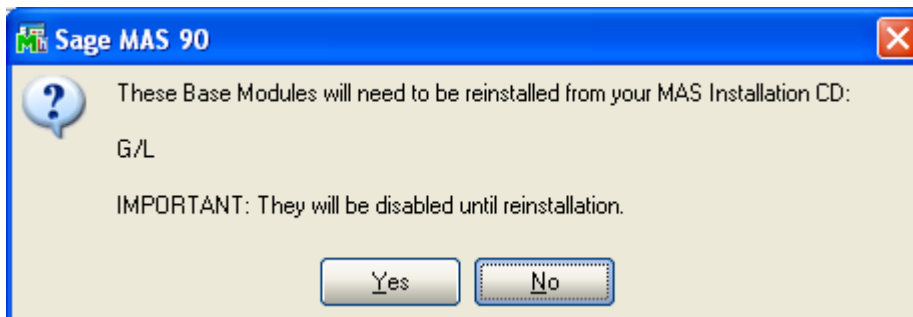 Sage MAS 90
These Base Modules will need to be reinstalled from your MAS Installation CD:
G/L
IMPORTANT: They will be disabled until reinstallation.
Yes
No